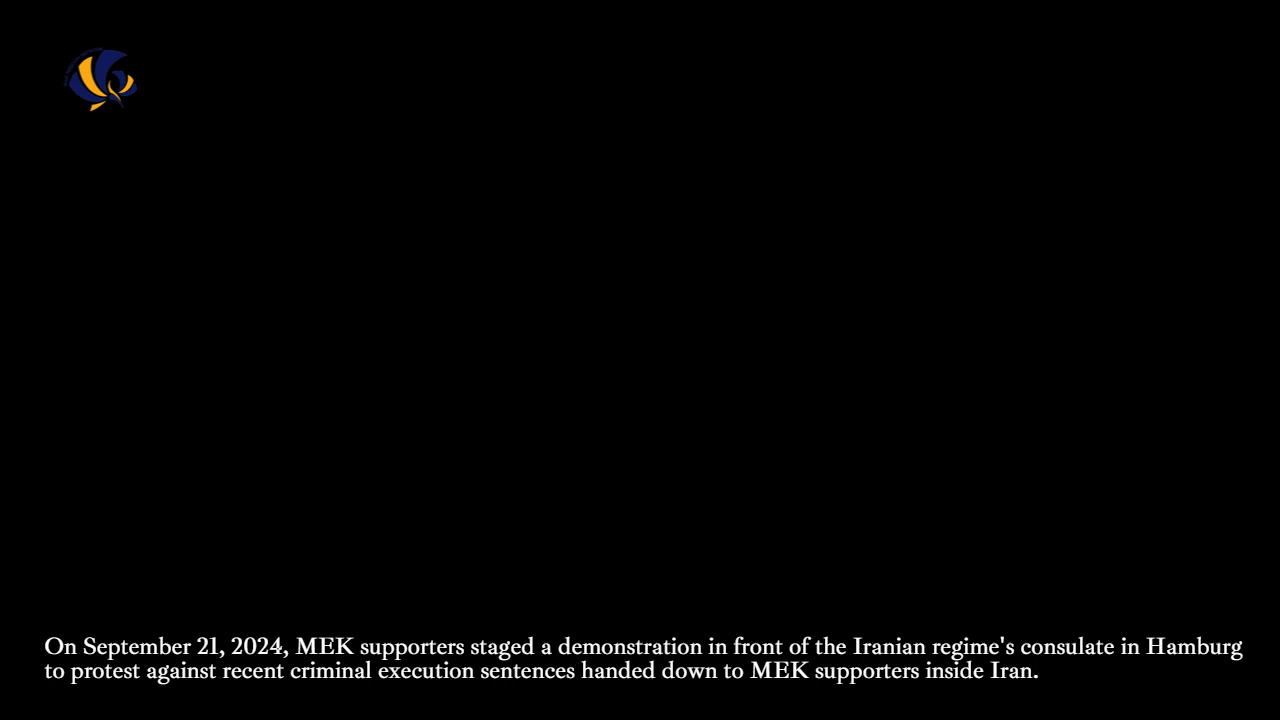 On September 21, 2024, MEK supporters staged a demonstration in front of the Iranian regime's consulate in Hamburg
to protest against recent criminal execution sentences handed down to MEK supporters inside Iran.